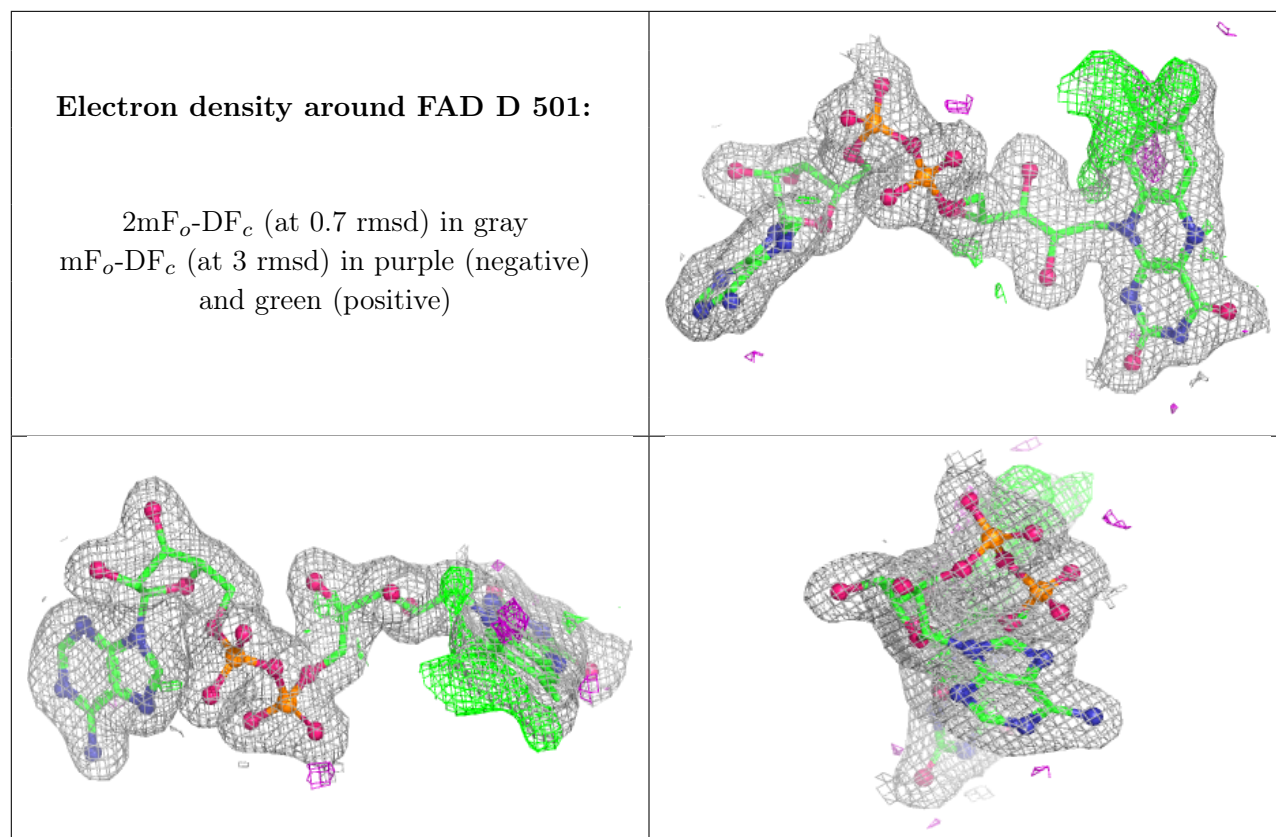 Electron density around FAD D 501:
2mFₒ-DF𝒸 (at 0.7 rmsd) in gray
mFₒ-DF𝒸 (at 3 rmsd) in purple (negative)
and green (positive)